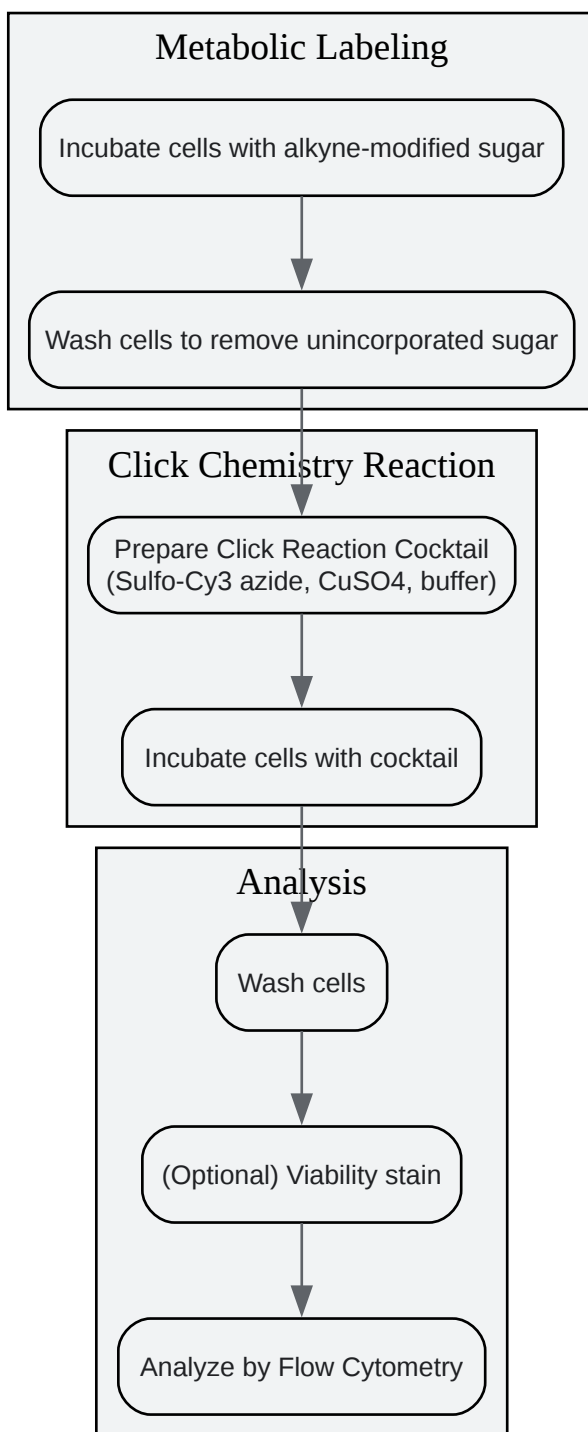 Metabolic Labeling
Incubate cells with alkyne-modified sugar
Wash cells to remove unincorporated sugar
Click Chemistry Reaction
Prepare Click Reaction Cocktail
(Sulfo-Cy3 azide, CuSO4, buffer)
Incubate cells with cocktail
Analysis
Wash cells
(Optional) Viability stain
Analyze by Flow Cytometry